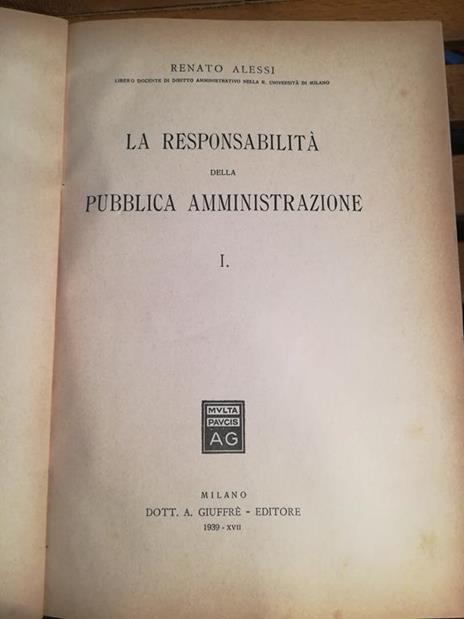 RENATO ALESSI
LIBERO DOCENTE DI DIRITTO AMMINISTRATIVO NELLA R. UNIVERSITÀ DI MILANO
LA RESPONSABILITÀ
DELLA
PUBBLICA AMMINISTRAZIONE
I.
MVLTA
PAVCIS
AG
MILANO
DOTT. A. GIUFFRÈ - EDITORE
1939 - XVII